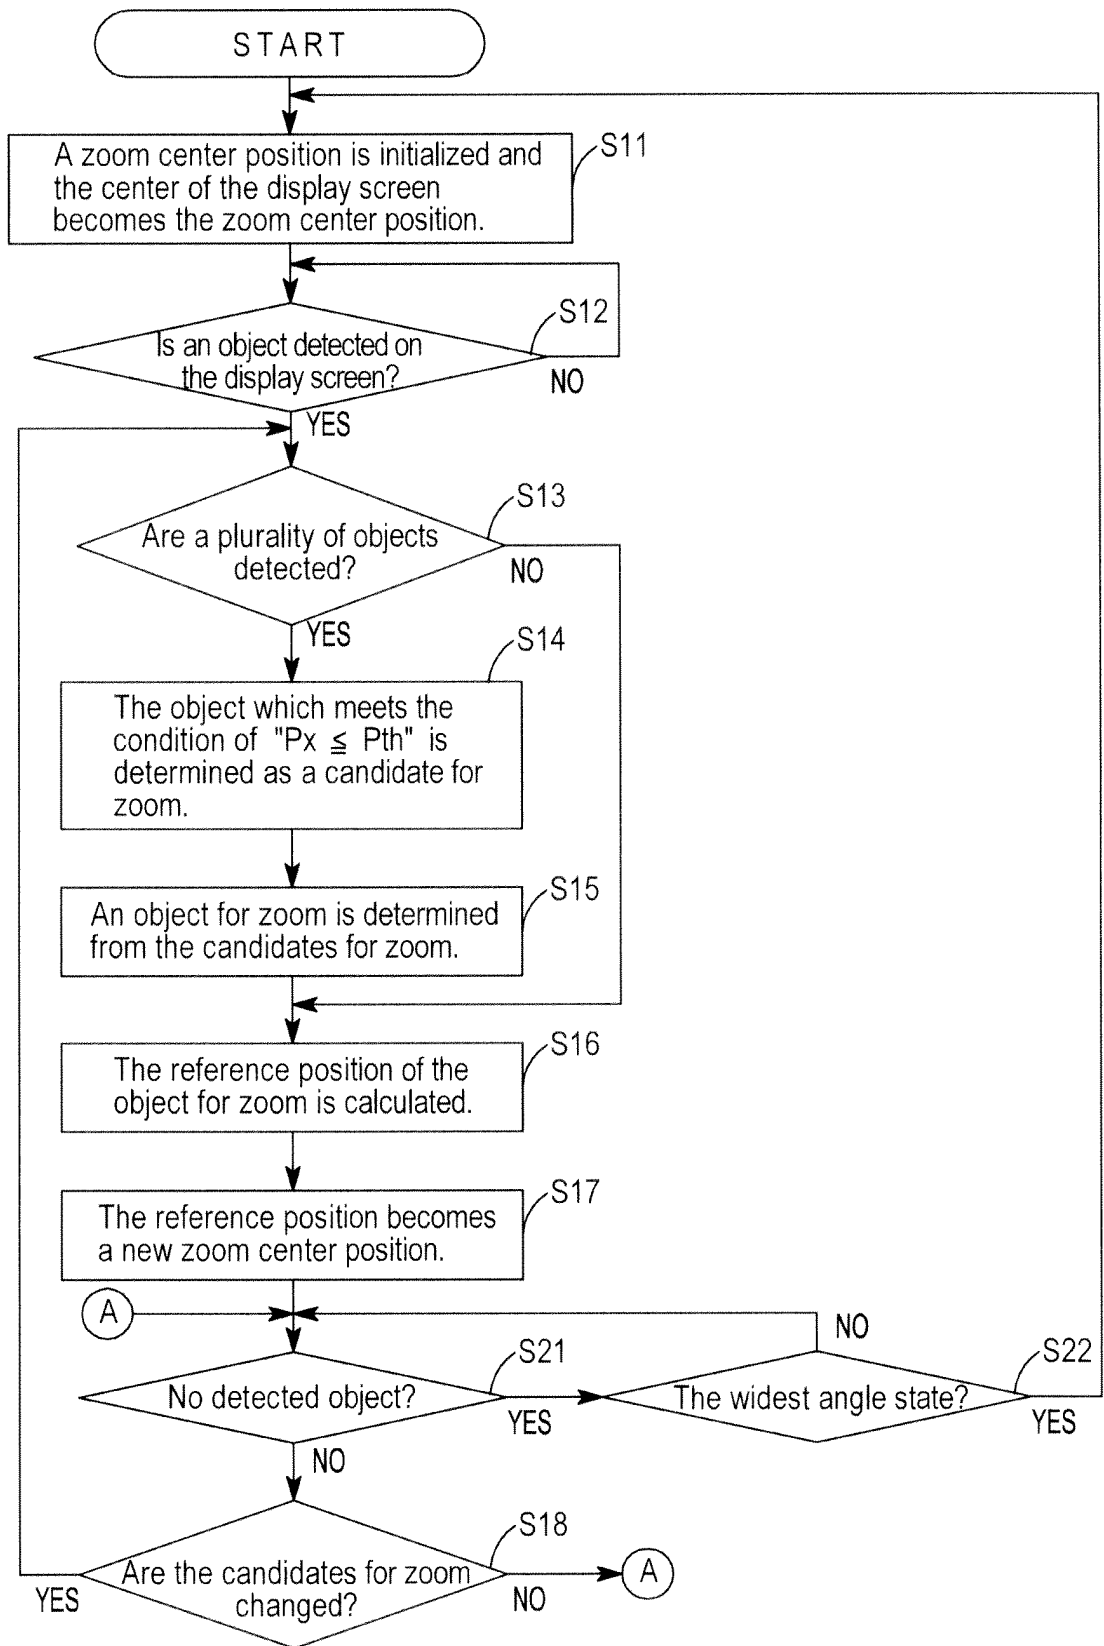 START
A zoom center position is initialized and
the center of the display screen
becomes the zoom center position.
S11
Is an object detected on
the display screen?
S12
NO
YES
Are a plurality of objects
detected?
S13
NO
YES
The object which meets the
condition of "Px ≦ Pth" is
determined as a candidate for
zoom.
S14
An object for zoom is determined
from the candidates for zoom.
S15
The reference position of the
object for zoom is calculated.
S16
The reference position becomes
a new zoom center position.
S17
A
No detected object?
S21
YES
NO
The widest angle state?
S22
NO
YES
Are the candidates for zoom
changed?
S18
YES
NO
A